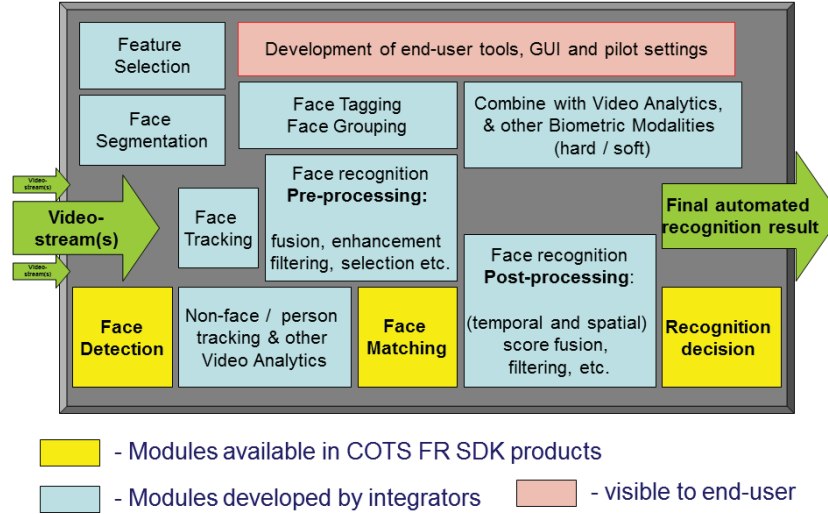 Feature
Selection
Development of end-user tools, GUI and pilot settings
Face
Segmentation
Face Tagging
Face Grouping
Combine with Video Analytics,
& other Biometric Modalities
(hard / soft)
Video-
stream(s)
Video-
stream(s)
Video-
stream(s)
Face
Tracking
Face recognition
Pre-processing:
fusion, enhancement
filtering, selection etc.
Final automated
recognition result
Face recognition
Post-processing:
(temporal and spatial)
score fusion,
filtering, etc.
Face
Detection
Non-face / person
tracking & other
Video Analytics
Face
Matching
Recognition
decision
- Modules available in COTS FR SDK products
- Modules developed by integrators
- visible to end-user